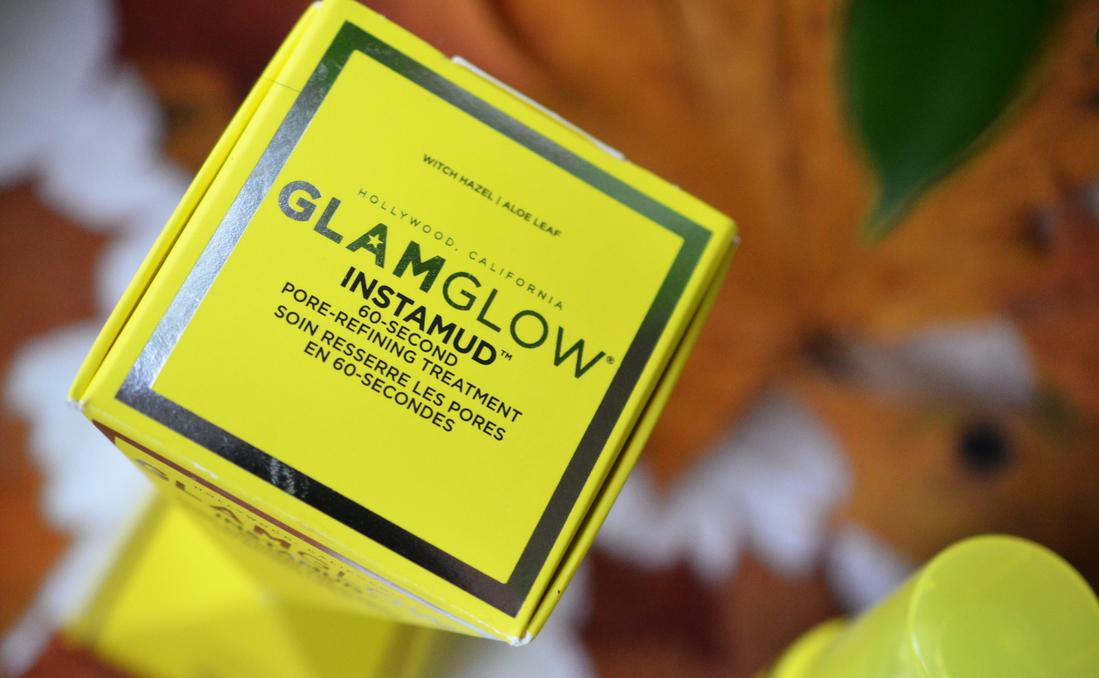 WITCH HAZEL | ALOE LEAF
HOLLYWOOD, CALIFORNIA
GLAMGLOW®
INSTAMUD™
60-SECOND
PORE-REFINING TREATMENT
SOIN RESSERRE LES PORES
EN 60-SECONDES
GLAMGLOW